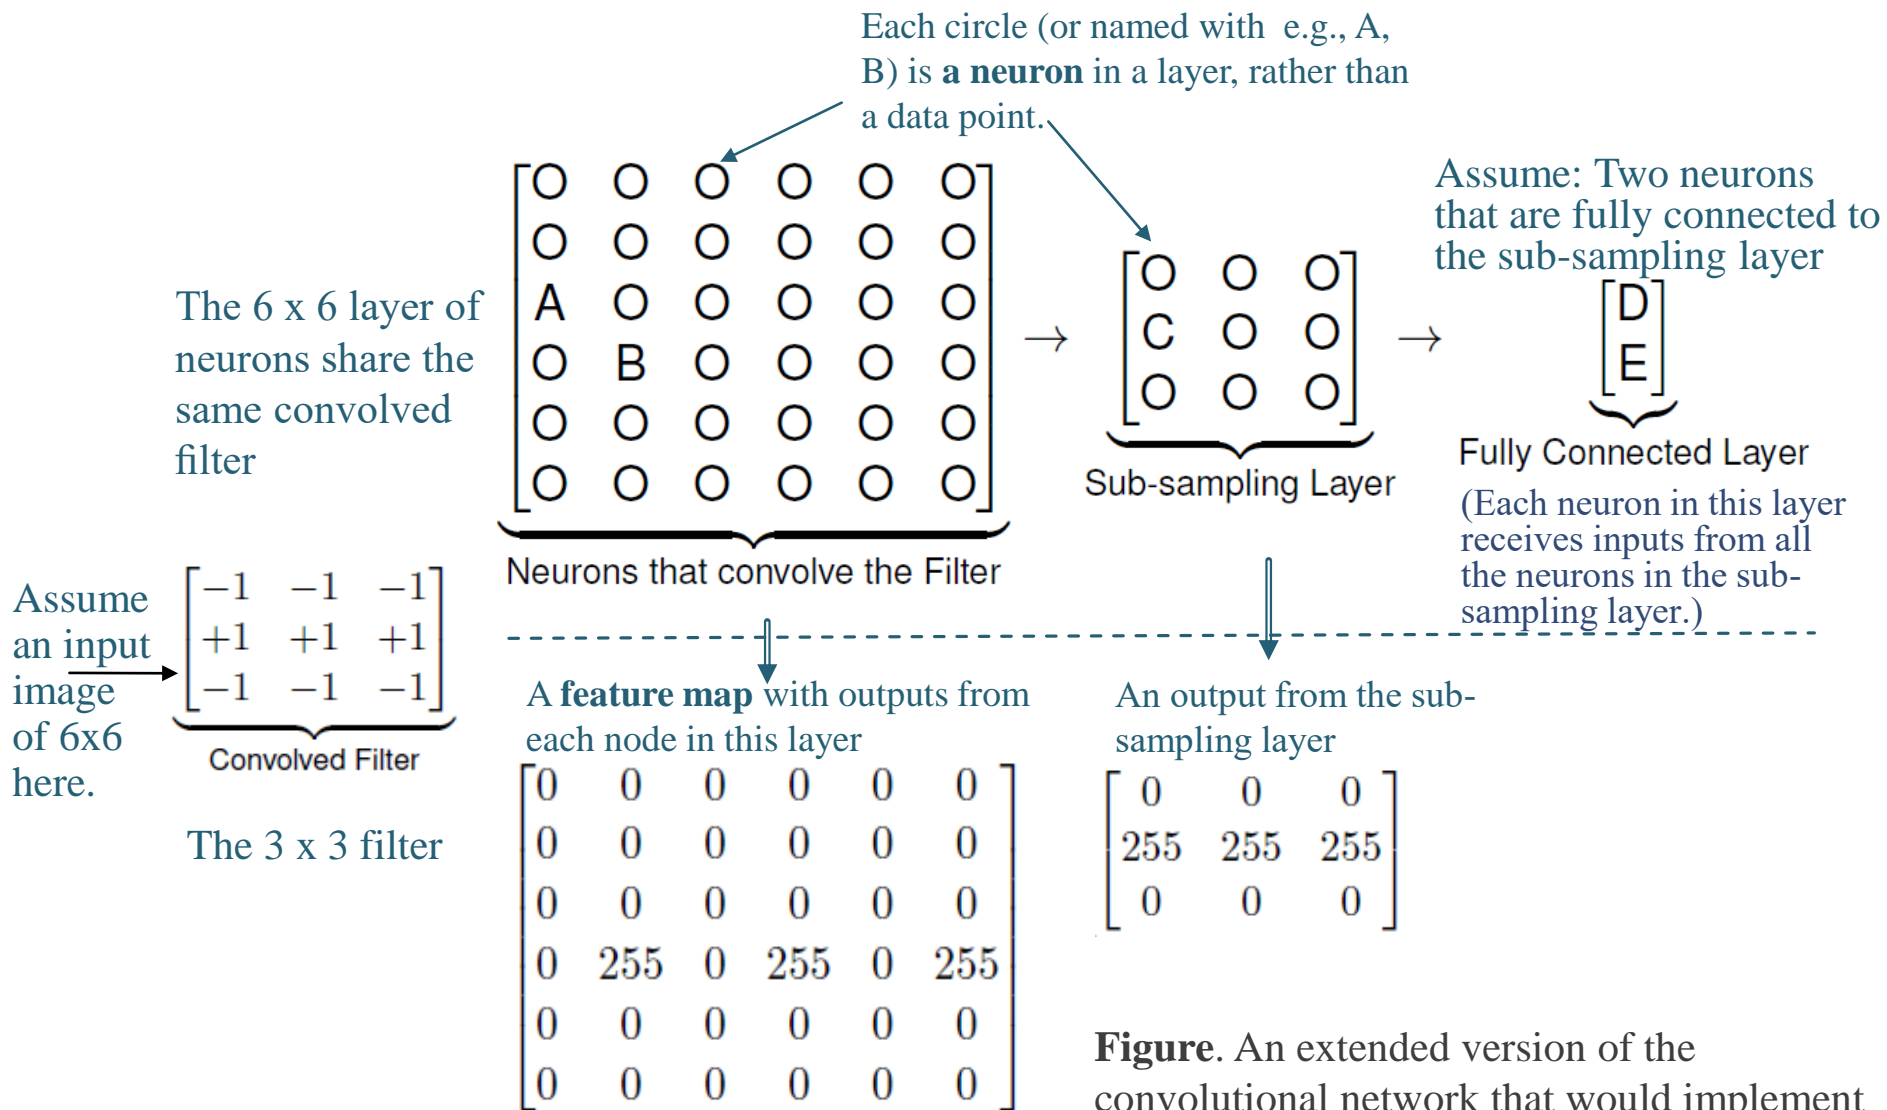 Each circle (or named with e.g., A,
B) is a neuron in a layer, rather than
a data point.
The 6 x 6 layer of
neurons share the
same convolved
filter
O O O O O O
O O O O O O
A O O O O O
O B O O O O
O O O O O O
O O O O O O
Neurons that convolve the Filter
→
O O O
C O O
O O O
Sub-sampling Layer
→
Assume: Two neurons
that are fully connected to
the sub-sampling layer
D
E
Fully Connected Layer
(Each neuron in this layer
receives inputs from all
the neurons in the sub-
sampling layer.)
Assume
an input
image
of 6x6
here.
−1 −1 −1
+1 +1 +1
−1 −1 −1
Convolved Filter
The 3 x 3 filter
A feature map with outputs from
each node in this layer
0 0 0 0 0 0
0 0 0 0 0 0
0 0 0 0 0 0
0 255 0 255 0 255
0 0 0 0 0 0
0 0 0 0 0 0
An output from the sub-
sampling layer
0 0 0
255 255 255
0 0 0
Figure. An extended version of the
convolutional network that would implement